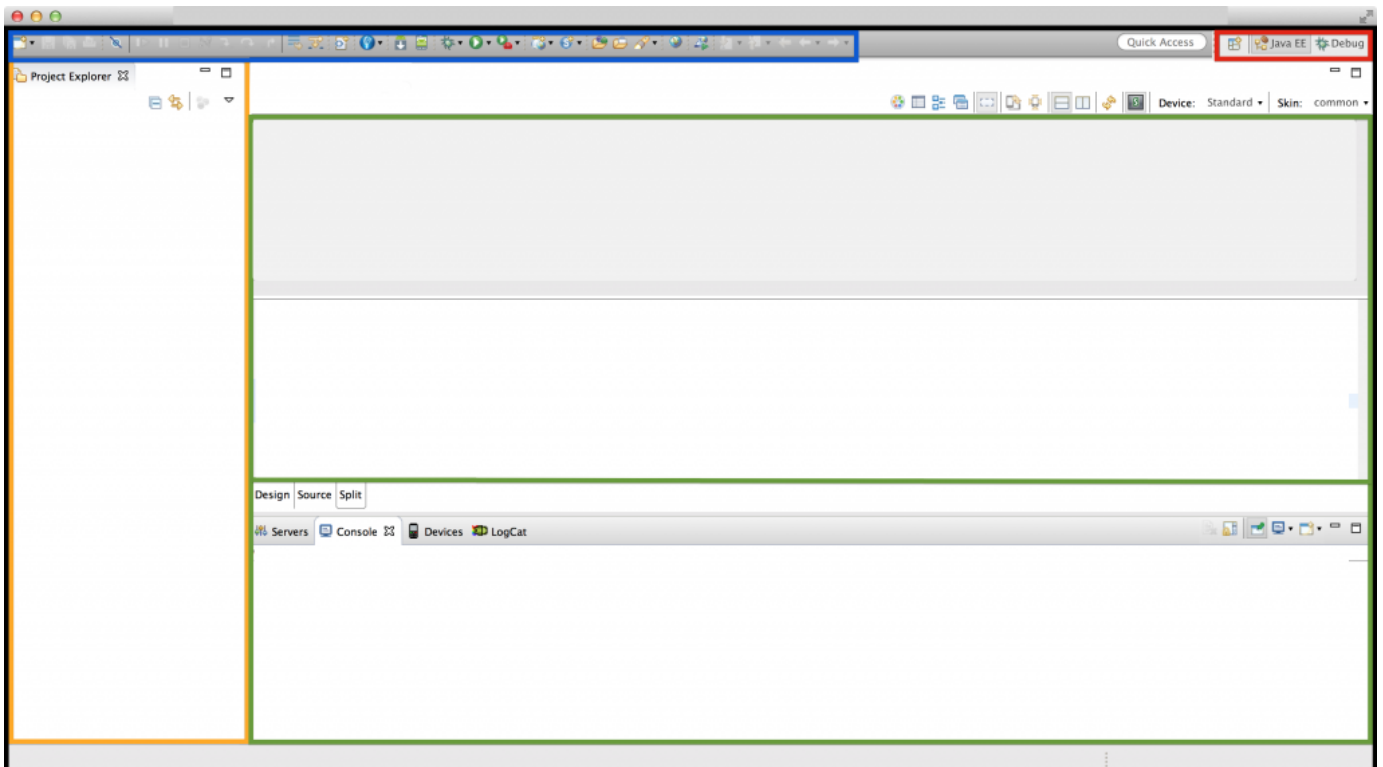 Quick Access Java EE Debug
Project Explorer
Device: Standard Skin: common
Design Source Split
Servers Console Devices LogCat